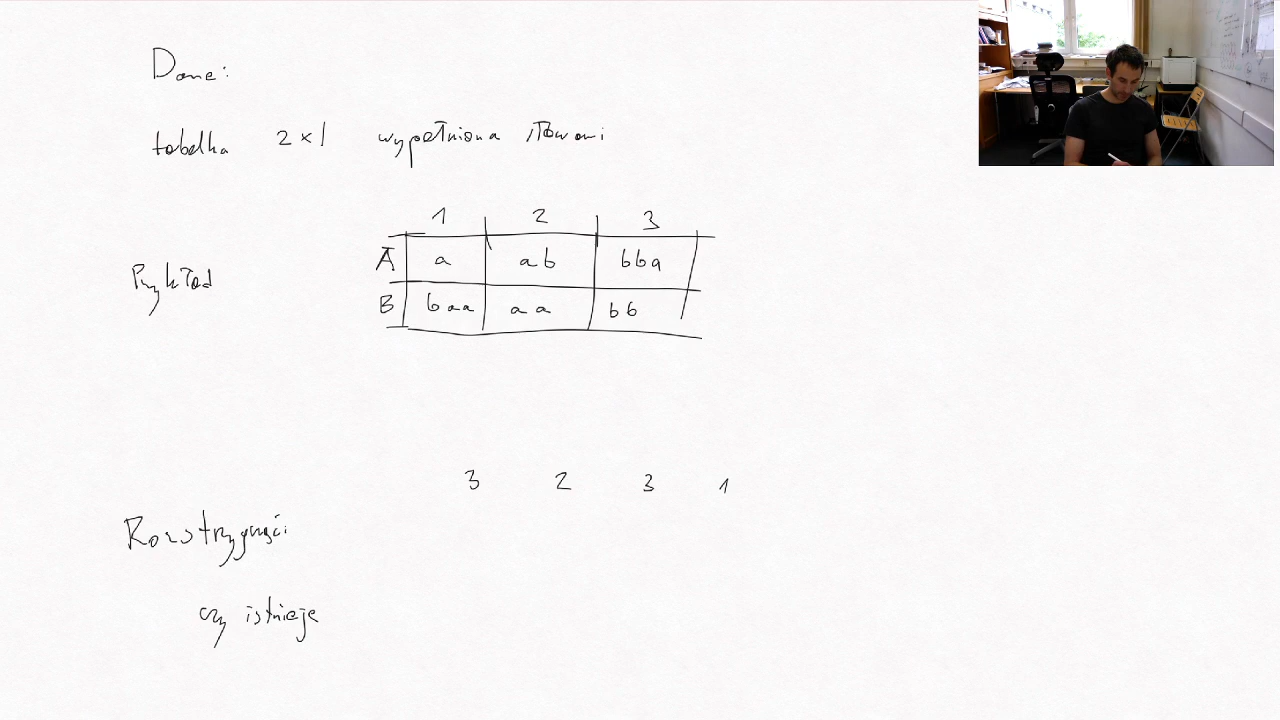 Dane:
tabelka 2 × 1 wypełniona słowami
1 2 3
Przykład
A a ab bba
B baa aa bb
3 2 3 1
Rozstrzygnąć:
czy istnieje